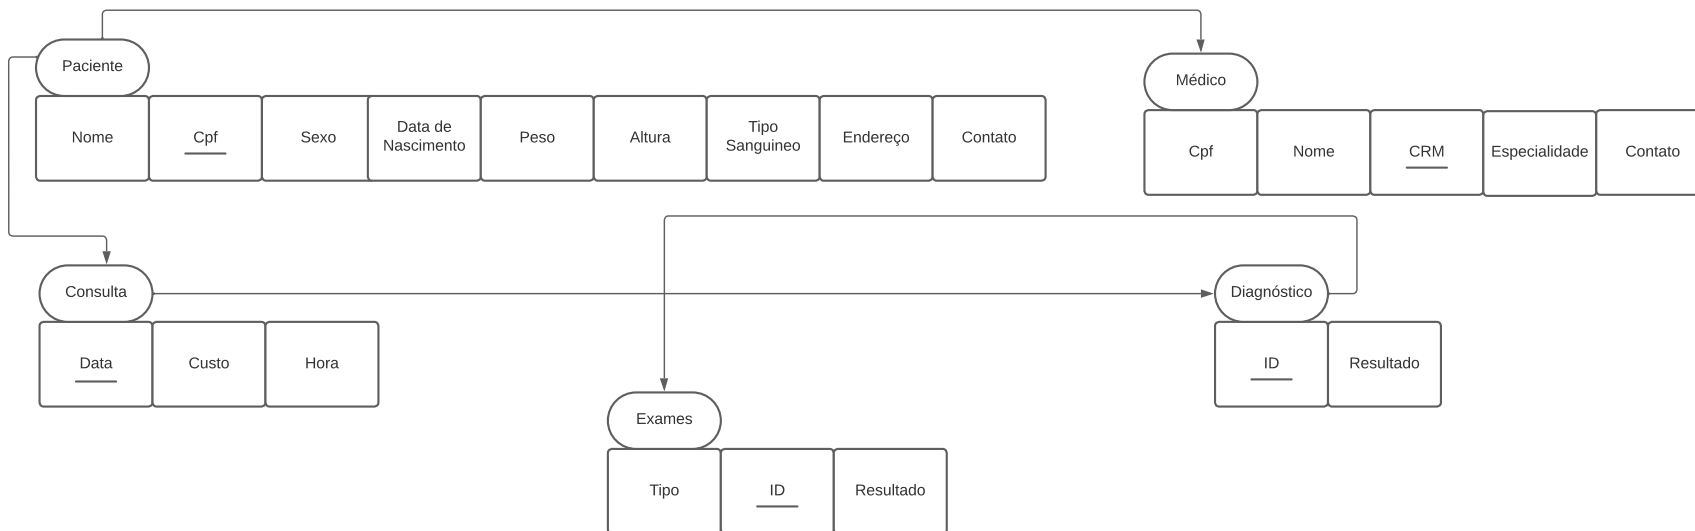 Paciente
Médico
Nome
Cpf
Sexo
Data de
Nascimento
Peso
Altura
Tipo
Sanguineo
Endereço
Contato
Cpf
Nome
CRM
Especialidade
Contato
Consulta
Diagnóstico
Data
Custo
Hora
ID
Resultado
Exames
Tipo
ID
Resultado